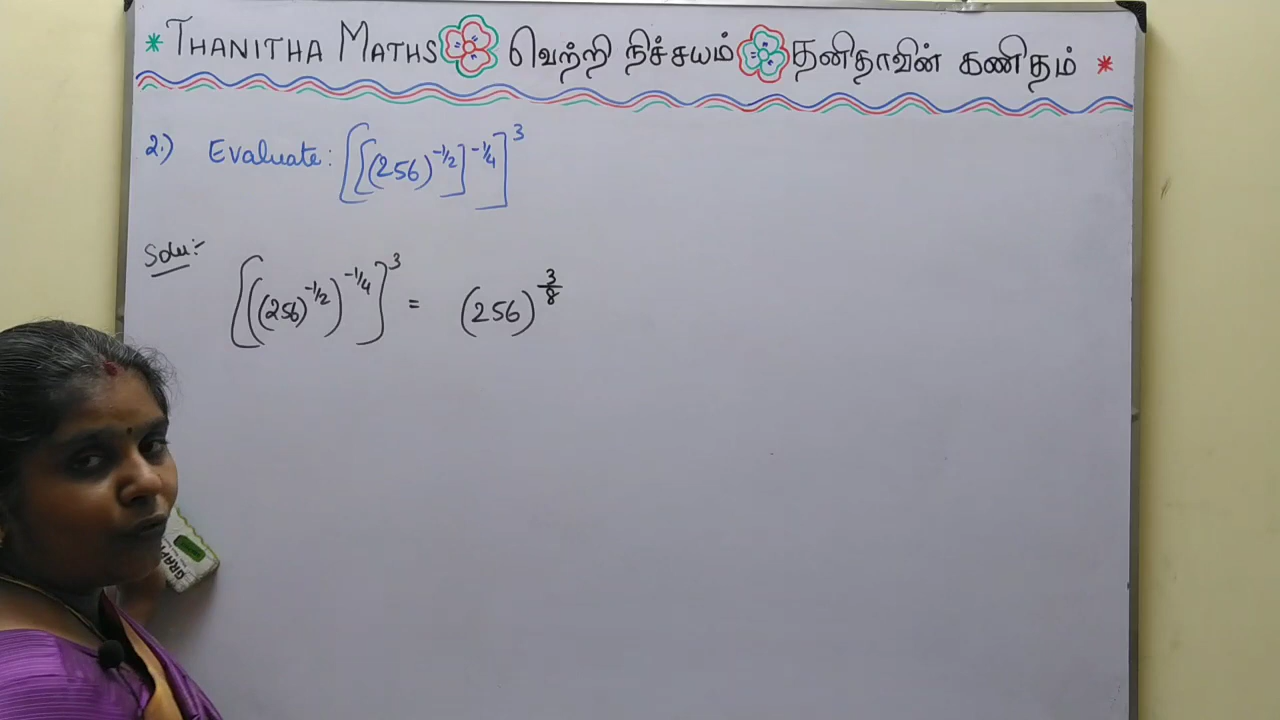 * THANITHA MATHS வெற்றி நிச்சயம் தனிதாவின் கணிதம் *
2.) Evaluate: [[(256)^-1/2]^-1/4]^3
Solu:-
[((256)^-1/2)^-1/4]^3 = (256)^3/8